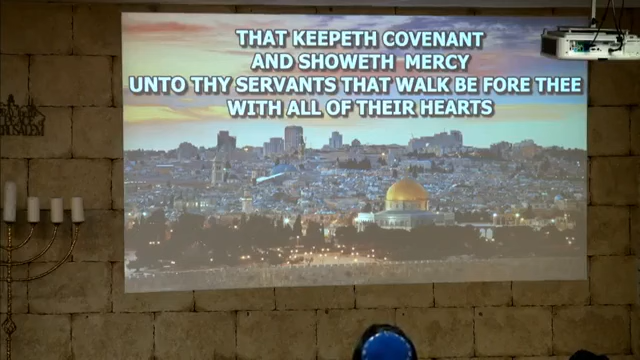 THAT KEEPETH COVENANT
AND SHOWETH MERCY
UNTO THY SERVANTS THAT WALK BE FORE THEE
WITH ALL OF THEIR HEARTS